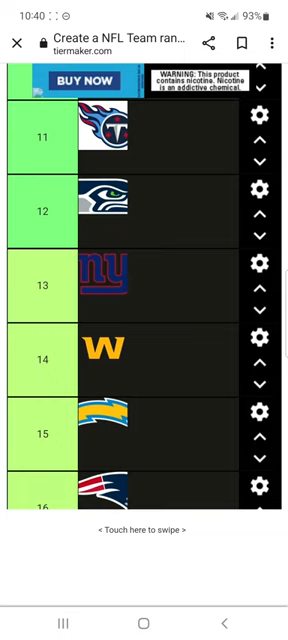 10:40
93%
Create a NFL Team ran...
tiermaker.com
BUY NOW
WARNING: This product
contains nicotine. Nicotine
is an addictive chemical.
11
T
12
13
ny
14
W
15
16
< Touch here to swipe >